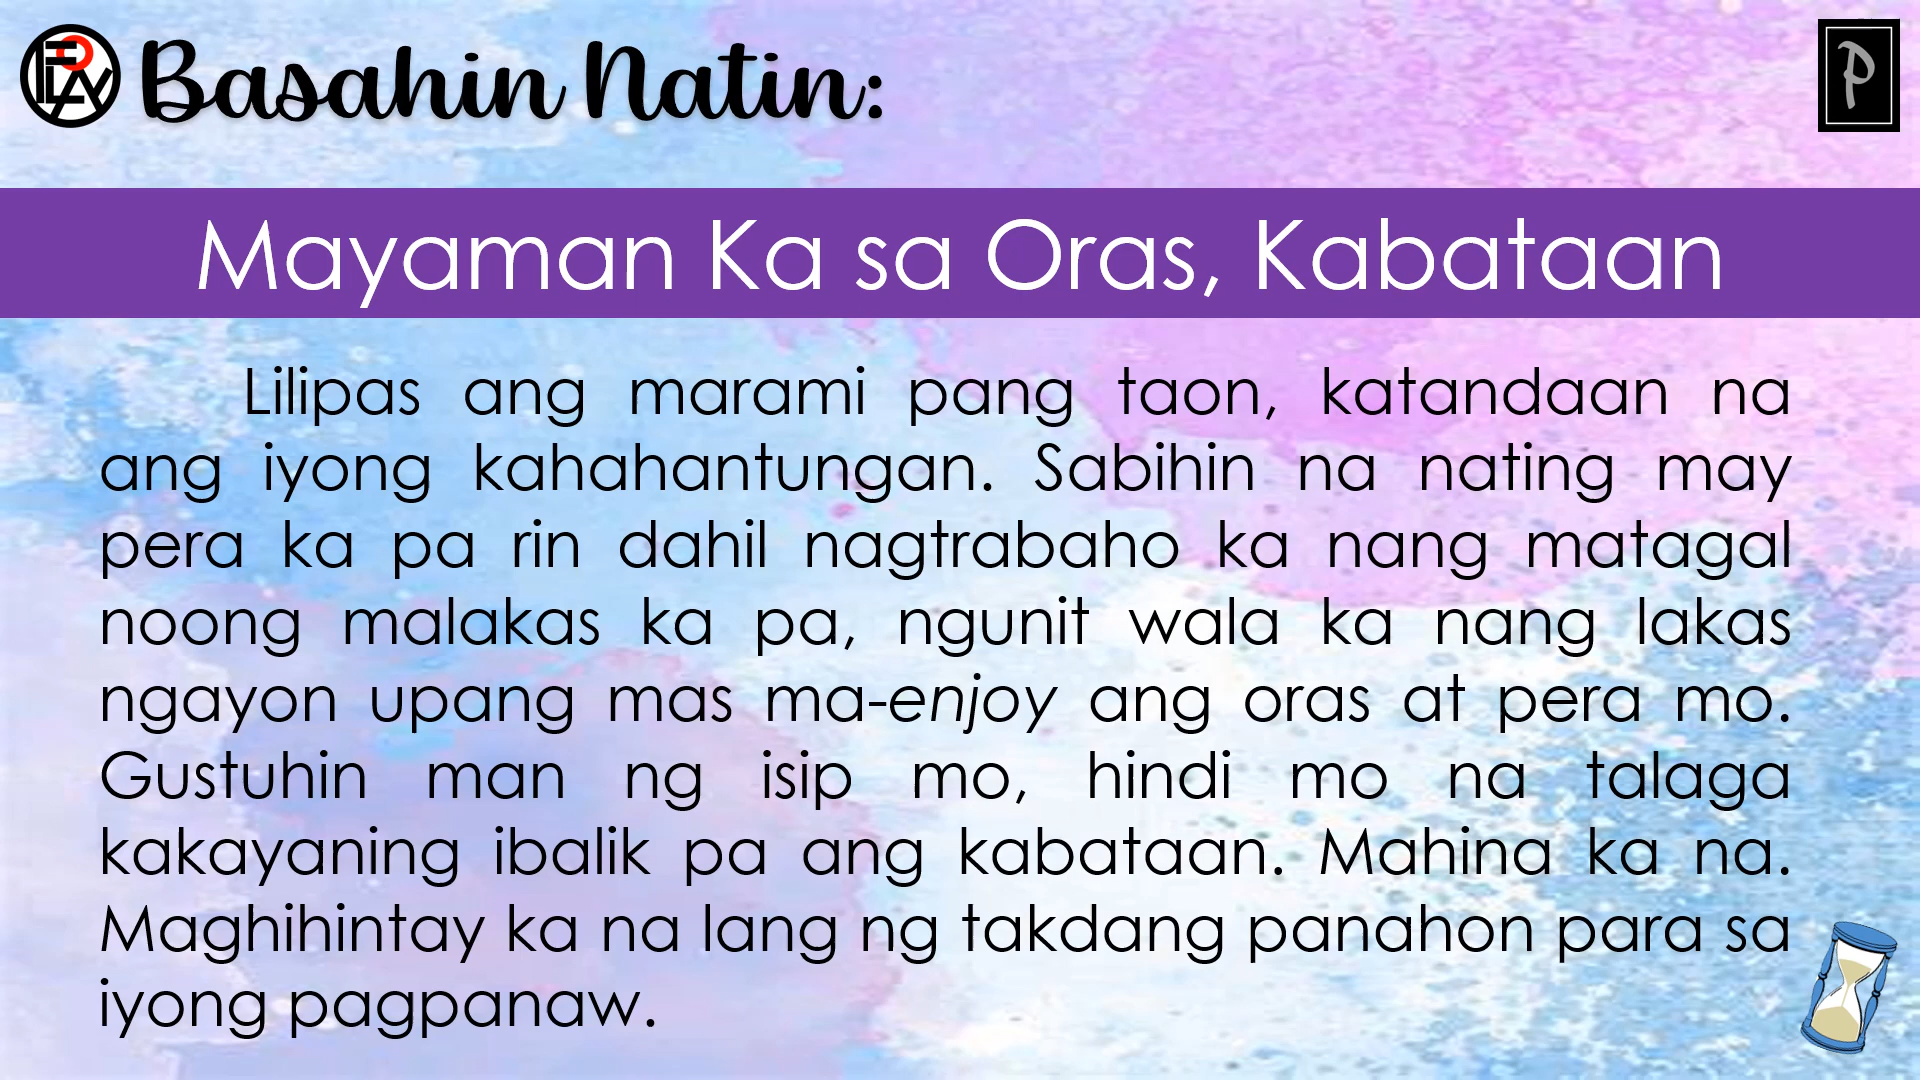 Basahin Natin:
P
Mayaman Ka sa Oras, Kabataan
Lilipas ang marami pang taon, katandaan na
ang iyong kahahantungan. Sabihin na nating may
pera ka pa rin dahil nagtrabaho ka nang matagal
noong malakas ka pa, ngunit wala ka nang lakas
ngayon upang mas ma-enjoy ang oras at pera mo.
Gustuhin man ng isip mo, hindi mo na talaga
kakayaning ibalik pa ang kabataan. Mahina ka na.
Maghihintay ka na lang ng takdang panahon para sa
iyong pagpanaw.